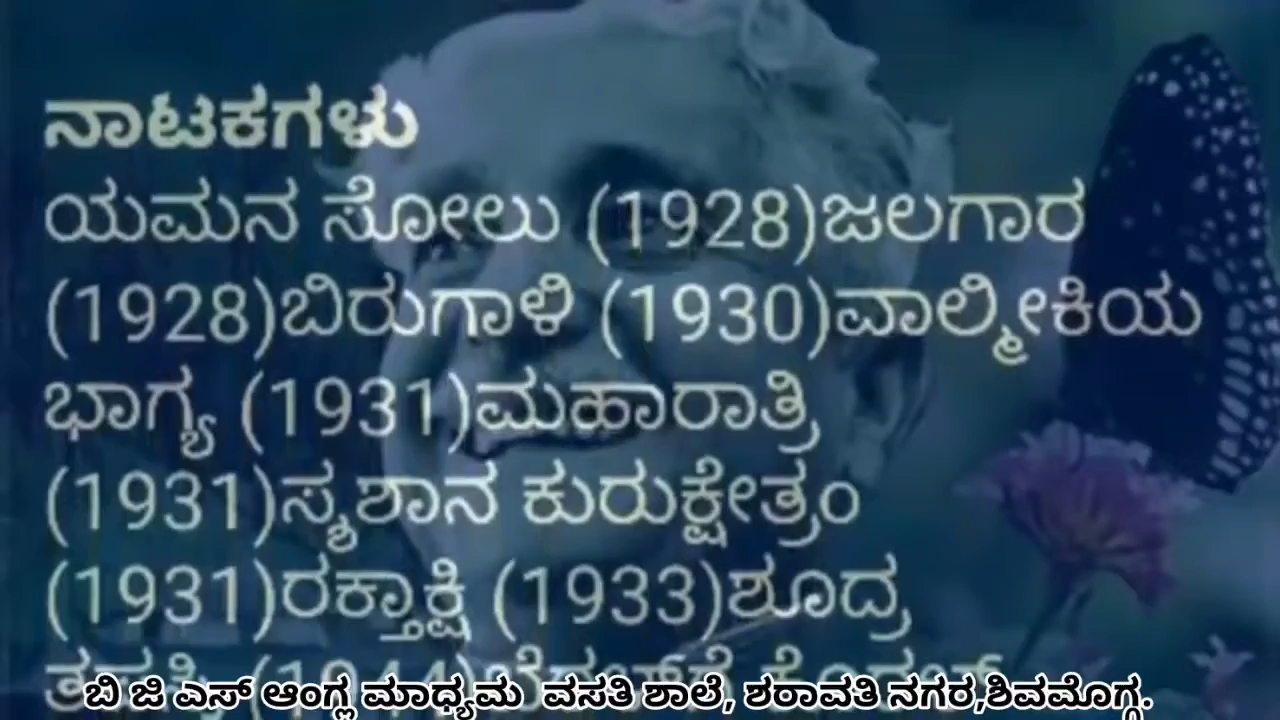 ನಾಟಕಗಳು
ಯಮನ ಸೋಲು (1928)ಜಲಗಾರ
(1928)ಬಿರುಗಾಳಿ (1930)ವಾಲ್ಮೀಕಿಯ
ಭಾಗ್ಯ (1931)ಮಹಾರಾತ್ರಿ
(1931)ಸ್ಮಶಾನ ಕುರುಕ್ಷೇತ್ರಂ
(1931)ರಕ್ತಾಕ್ಷಿ (1933)ಶೂದ್ರ
ಬಿ ಜಿ ಎಸ್ ಆಂಗ್ಲ ಮಾಧ್ಯಮ ವಸತಿ ಶಾಲೆ, ಶರಾವತಿ ನಗರ,ಶಿವಮೊಗ್ಗ.